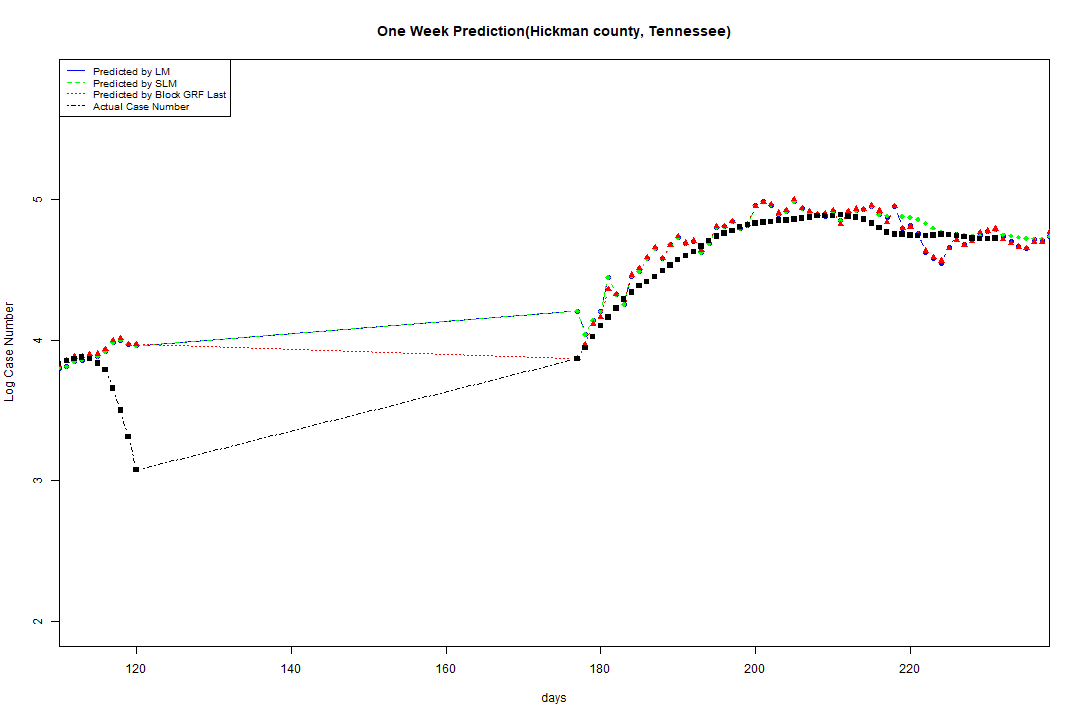 One Week Prediction(Hickman county, Tennessee)
Predicted by LM
Predicted by SLM
Predicted by Block GRF Last
Actual Case Number
5
4
3
2
Log Case Number
120 140 160 180 200 220
days